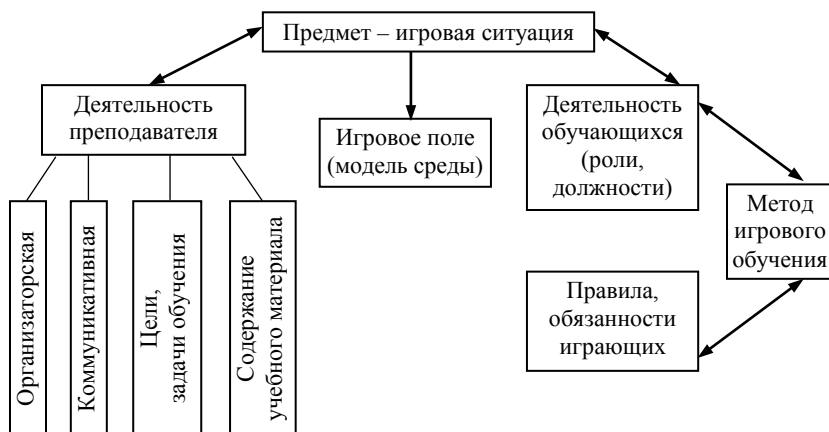 Предмет – игровая ситуация
Деятельность
преподавателя
Игровое поле
(модель среды)
Деятельность
обучающихся
(роли,
должности)
Метод
игрового
обучения
Правила,
обязанности
играющих
Организаторская
Коммуникативная
Цели,
задачи обучения
Содержание
учебного материала